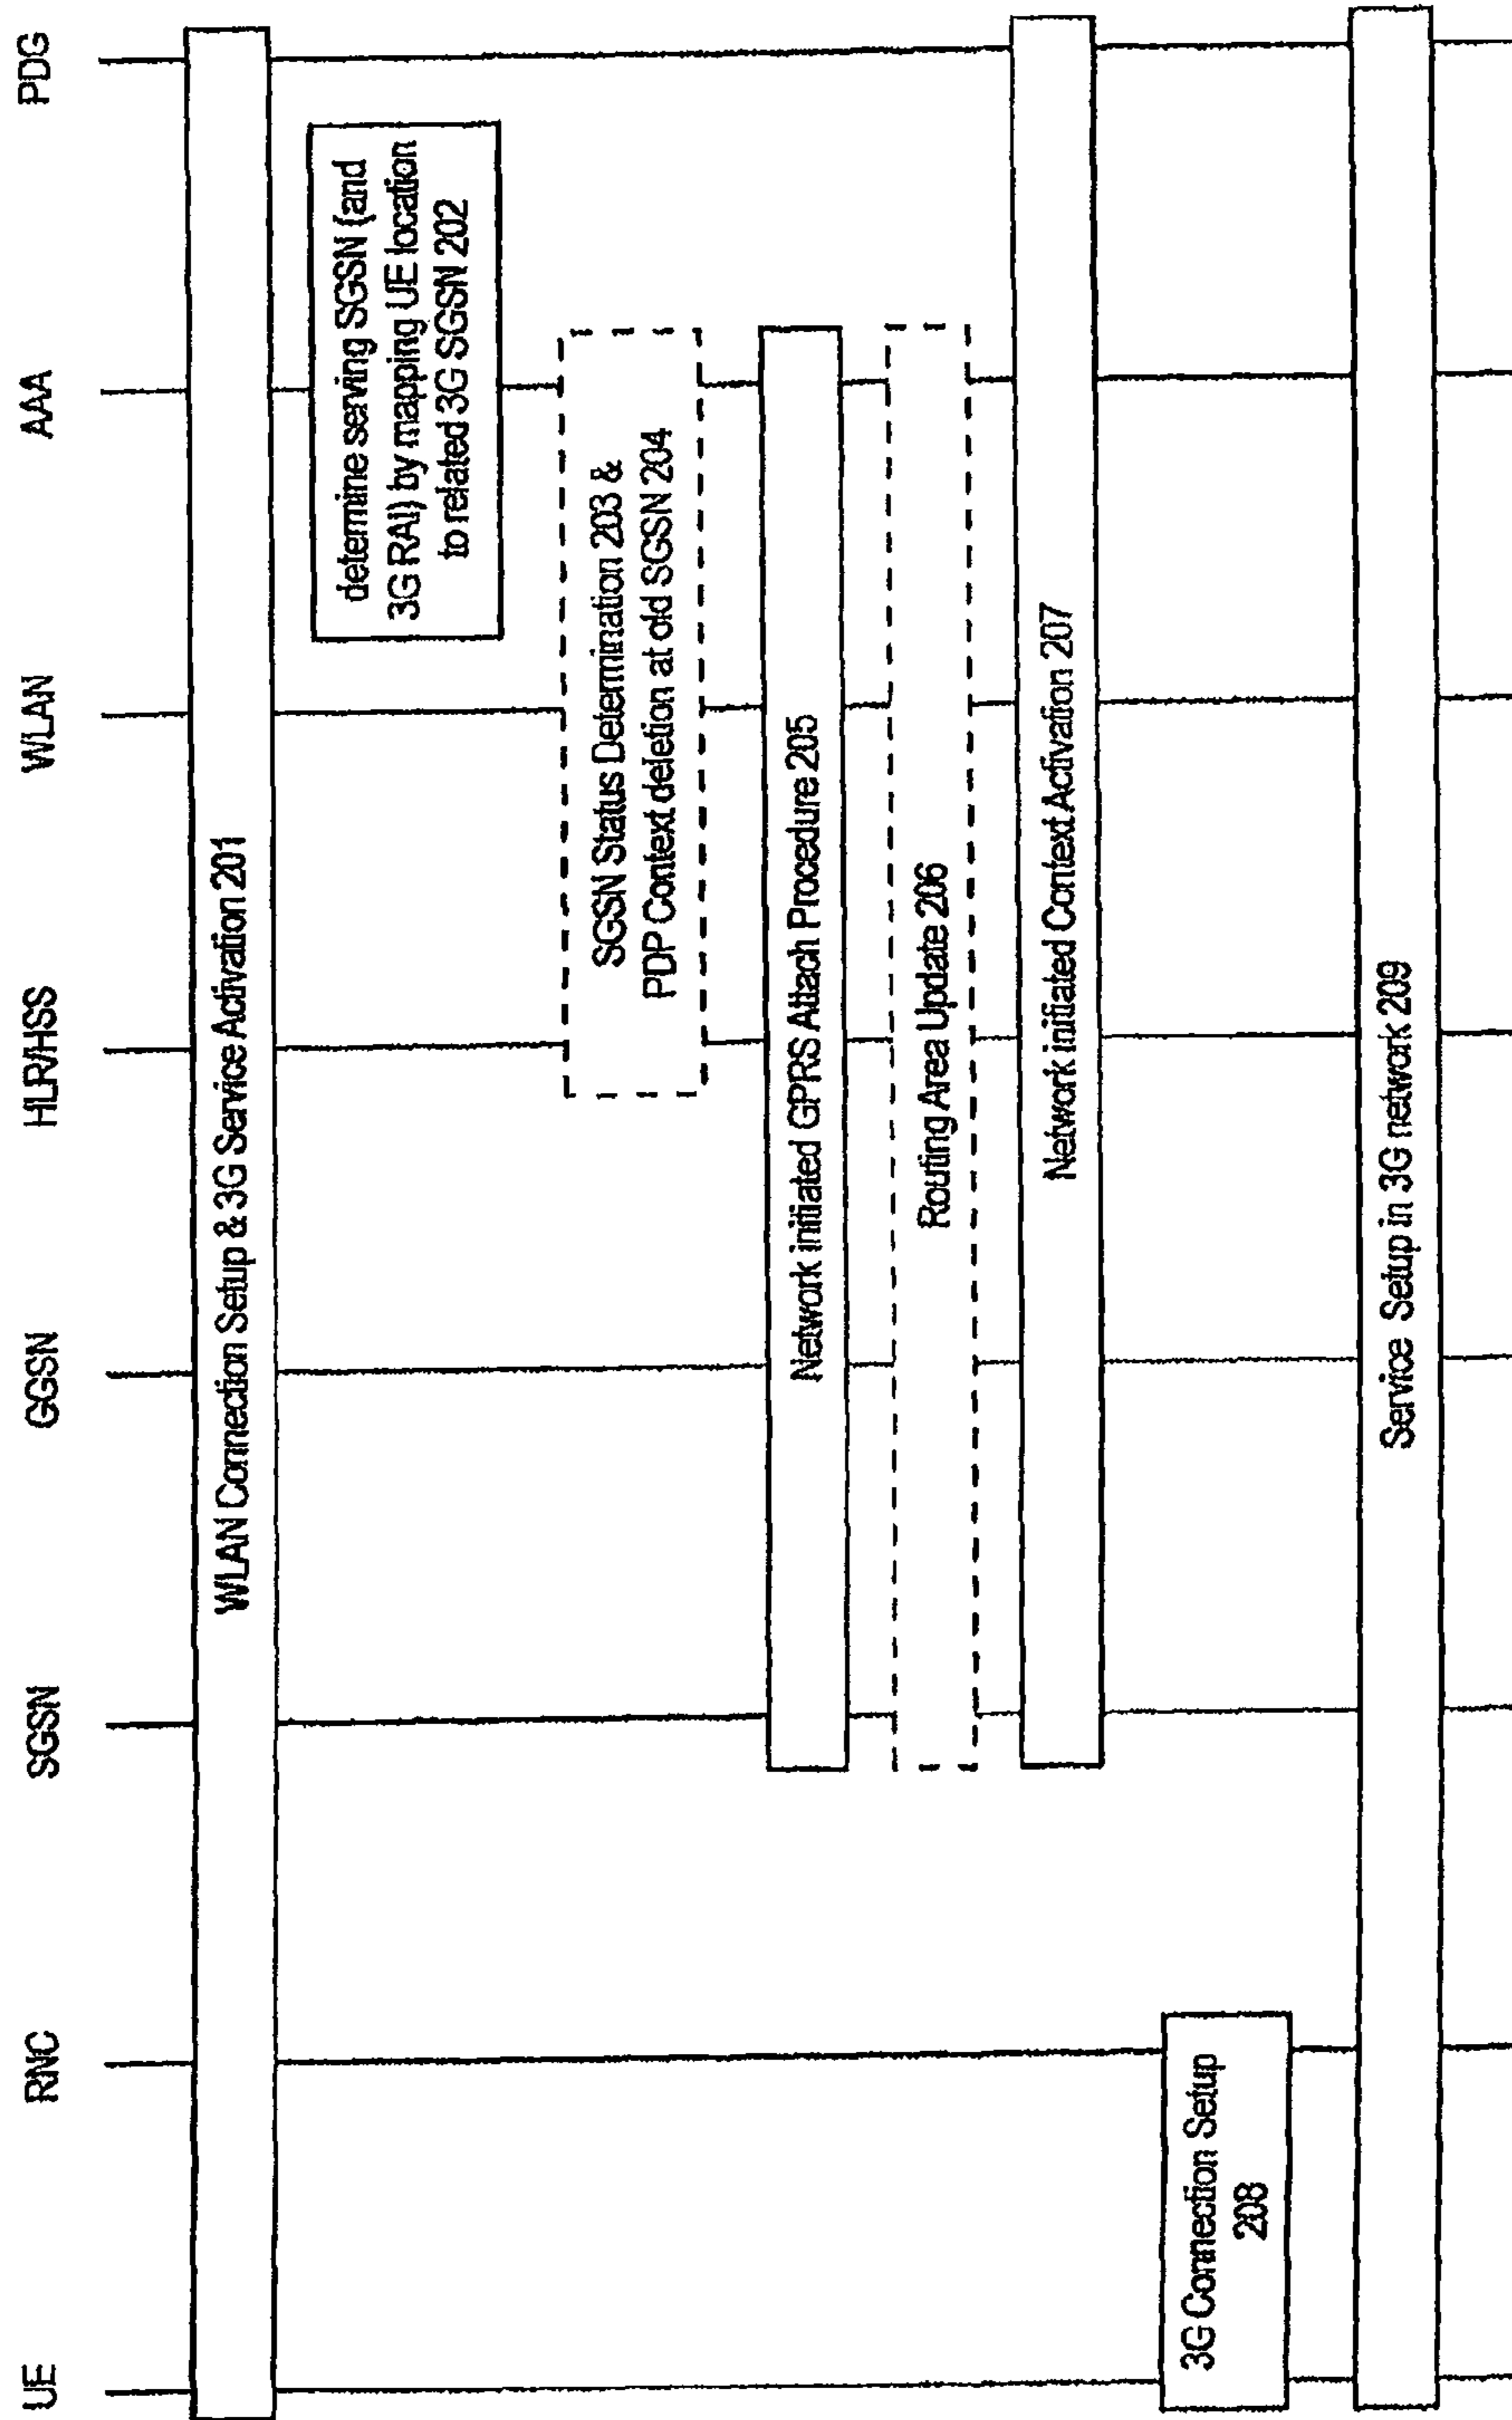 UE
RNC
SGSN
GGSN
HLR/HSS
WLAN
AAA
PDG
WLAN Connection Setup & 3G Service Activation 201
determine serving SGSN (and
3G RAI) by mapping UE location
to related 3G SGSN 202
SGSN Status Determination 203 &
PDP Context deletion at old SGSN 204
Network initiated GPRS Attach Procedure 205
Routing Area Update 206
Network initiated Context Activation 207
3G Connection Setup
208
Service Setup in 3G network 209